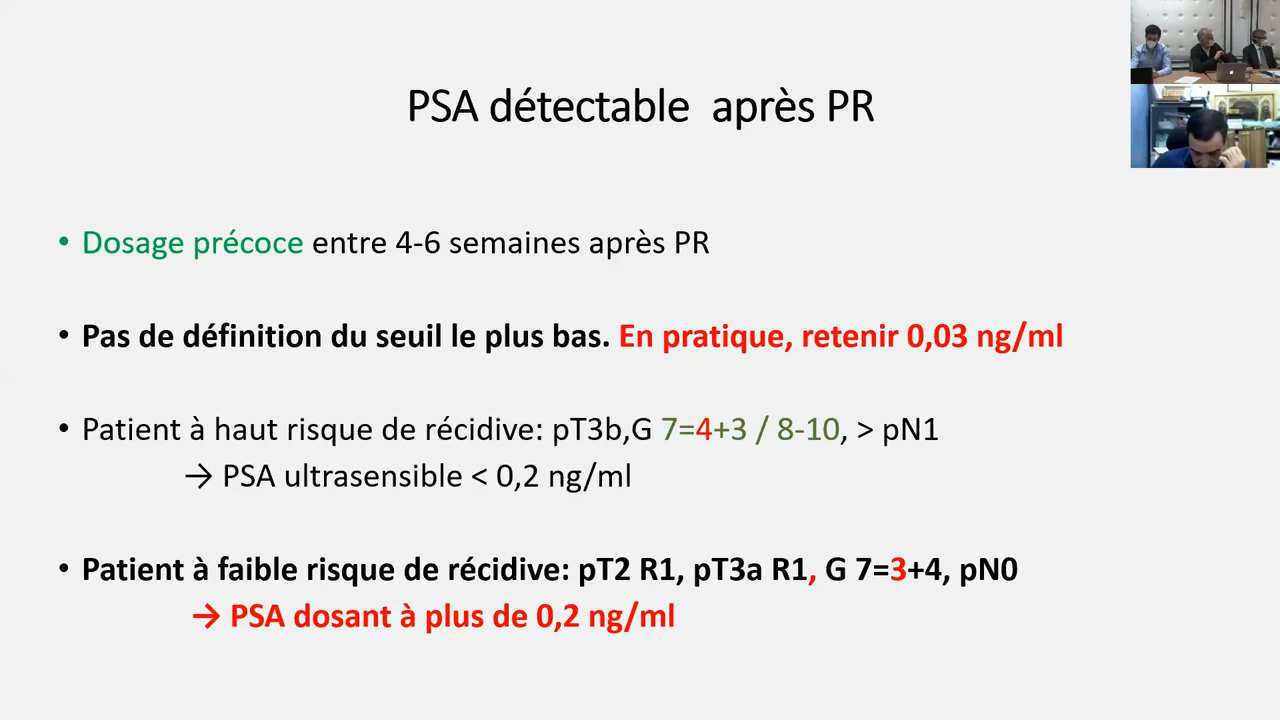 PSA détectable  après PR
• Dosage précoce entre 4-6 semaines après PR
• Pas de définition du seuil le plus bas. En pratique, retenir 0,03 ng/ml
• Patient à haut risque de récidive: pT3b,G 7=4+3 / 8-10, > pN1
→ PSA ultrasensible < 0,2 ng/ml
• Patient à faible risque de récidive: pT2 R1, pT3a R1, G 7=3+4, pN0
→ PSA dosant à plus de 0,2 ng/ml